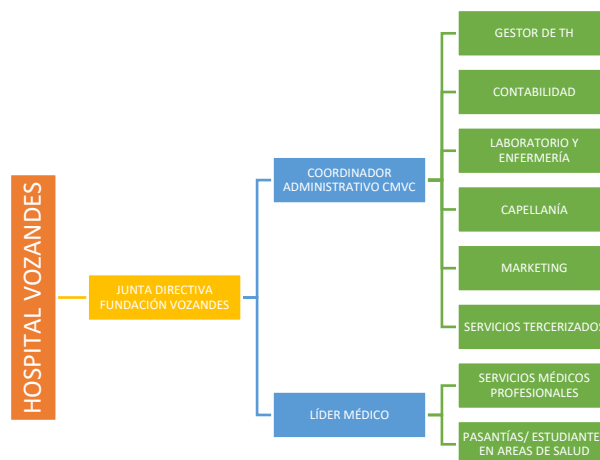 HOSPITAL VOZANDES
JUNTA DIRECTIVA
FUNDACIÓN VOZANDES
COORDINADOR
ADMINISTRATIVO CMVC
GESTOR DE TH
CONTABILIDAD
LABORATORIO Y
ENFERMERÍA
CAPELLANÍA
MARKETING
SERVICIOS TERCERIZADOS
LÍDER MÉDICO
SERVICIOS MÉDICOS
PROFESIONALES
PASANTÍAS/ ESTUDIANTE
EN AREAS DE SALUD